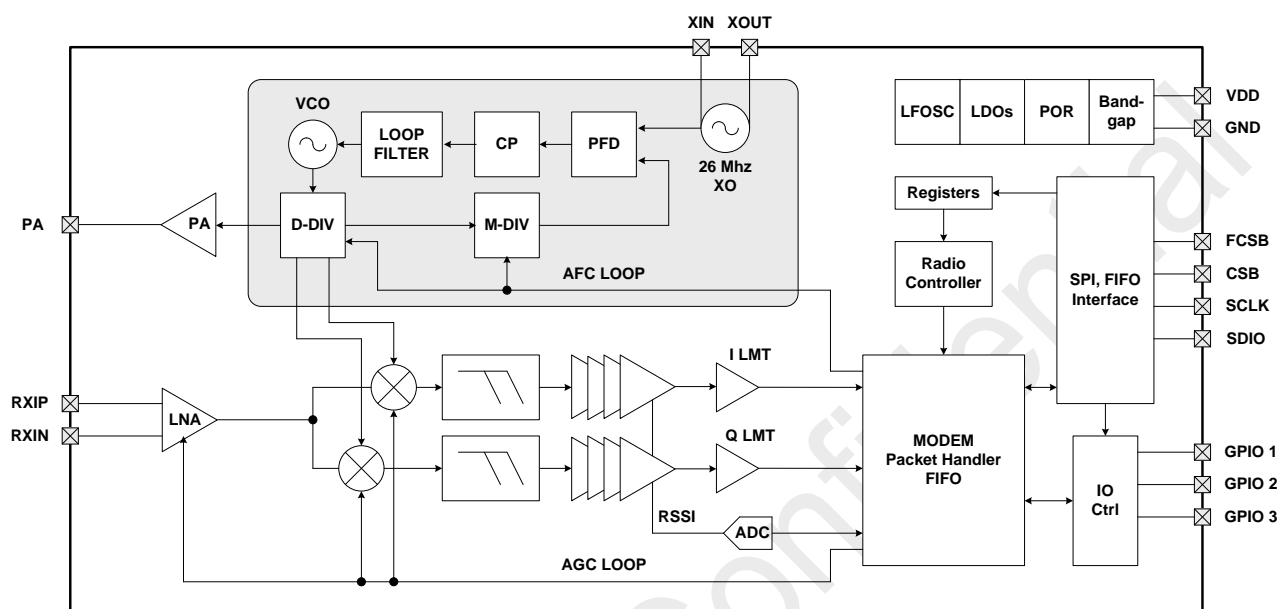 XIN XOUT
VCO
LOOP
FILTER
CP
PFD
26 Mhz
XO
LFOSC
LDOs
POR
Band-
gap
VDD
GND
PA
PA
D-DIV
M-DIV
AFC LOOP
Registers
Radio
Controller
SPI, FIFO
Interface
FCSB
CSB
SCLK
SDIO
RXIP
RXIN
LNA
I LMT
Q LMT
RSSI
ADC
AGC LOOP
MODEM
Packet Handler
FIFO
IO
Ctrl
GPIO 1
GPIO 2
GPIO 3
Confidential